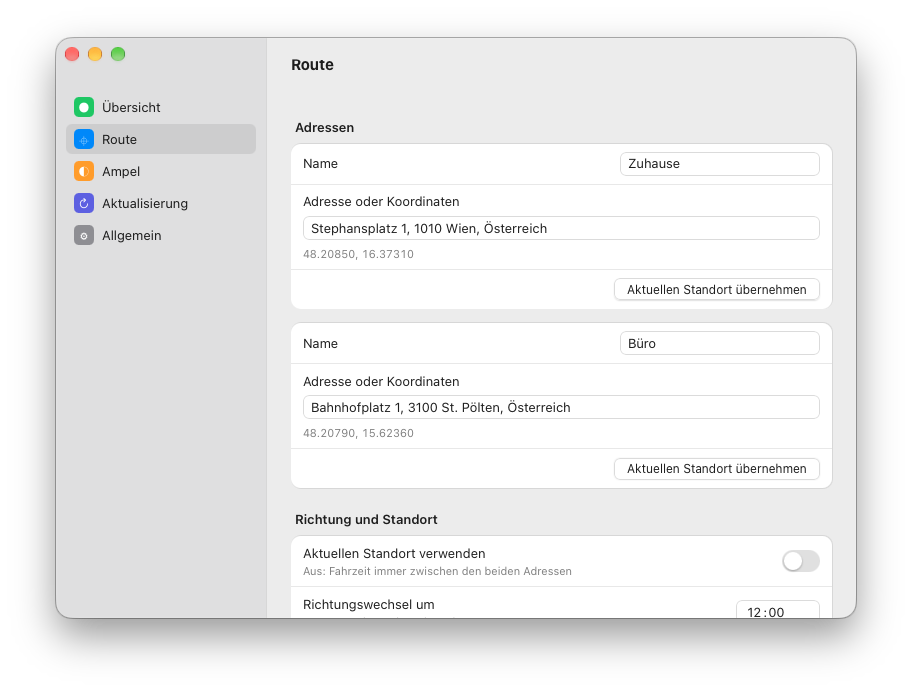 Route
Übersicht
Route
Ampel
Aktualisierung
Allgemein
Adressen
Name
Zuhause
Adresse oder Koordinaten
Stephansplatz 1, 1010 Wien, Österreich
48.20850, 16.37310
Aktuellen Standort übernehmen
Name
Büro
Adresse oder Koordinaten
Bahnhofplatz 1, 3100 St. Pölten, Österreich
48.20790, 15.62360
Aktuellen Standort übernehmen
Richtung und Standort
Aktuellen Standort verwenden
Aus: Fahrzeit immer zwischen den beiden Adressen
Richtungswechsel um
12:00